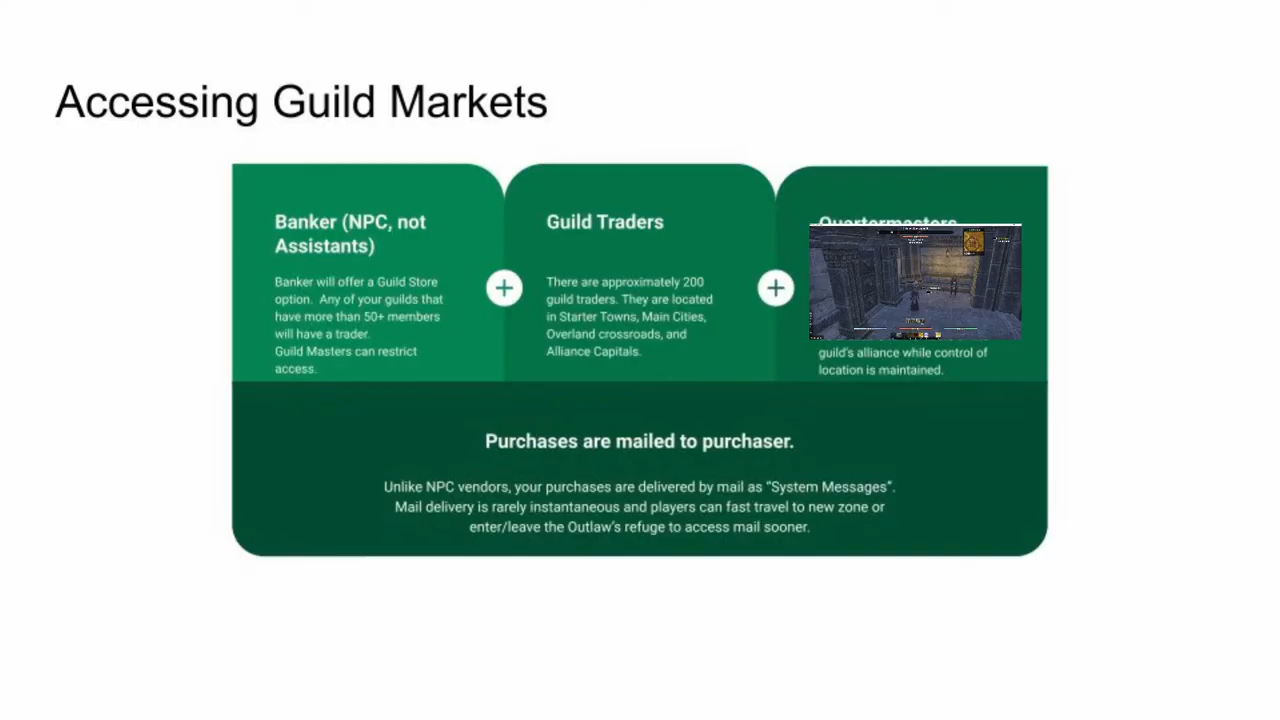 Accessing Guild Markets
Banker (NPC, not
Assistants)
Banker will offer a Guild Store
option.  Any of your guilds that
have more than 50+ members
will have a trader.
Guild Masters can restrict
access.
Guild Traders
There are approximately 200
guild traders. They are located
in Starter Towns, Main Cities,
Overland crossroads, and
Alliance Capitals.
Quartermasters
guild's alliance while control of
location is maintained.
Purchases are mailed to purchaser.
Unlike NPC vendors, your purchases are delivered by mail as “System Messages”.
Mail delivery is rarely instantaneous and players can fast travel to new zone or
enter/leave the Outlaw's refuge to access mail sooner.